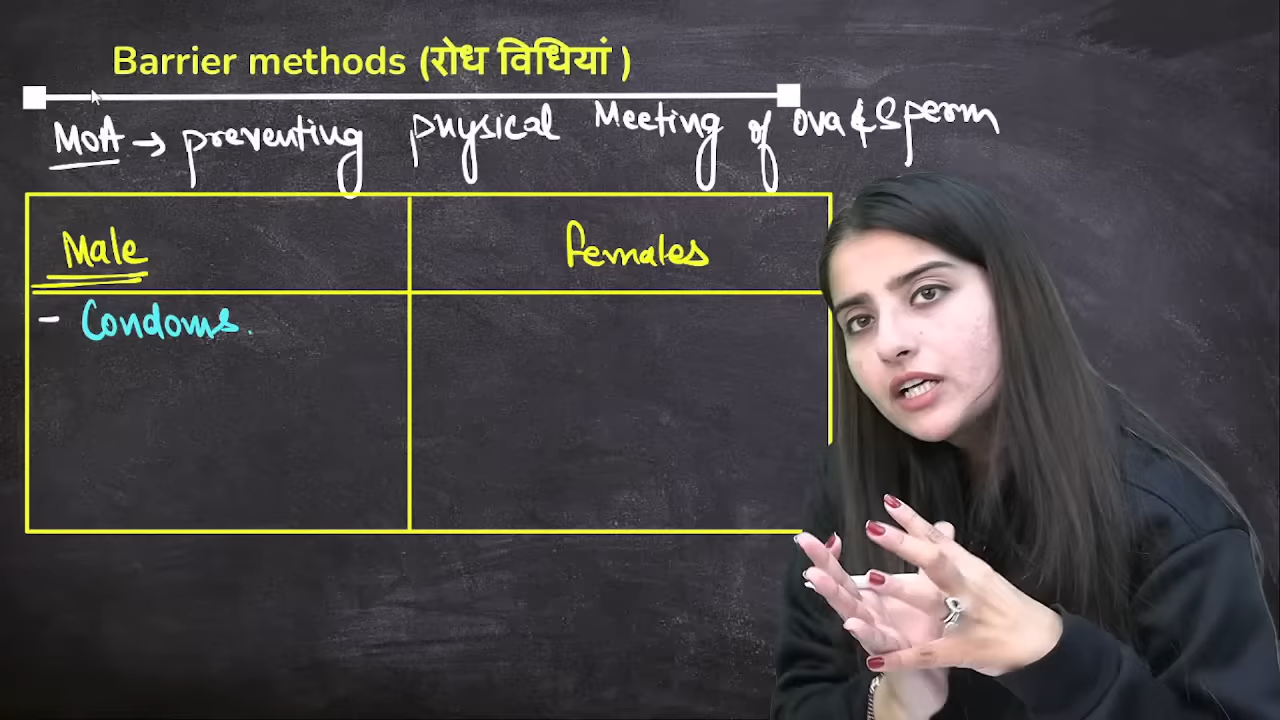 Barrier methods (रोध विधियां )
MOA → preventing physical Meeting of Ova & Sperm
Male
females
- Condoms.